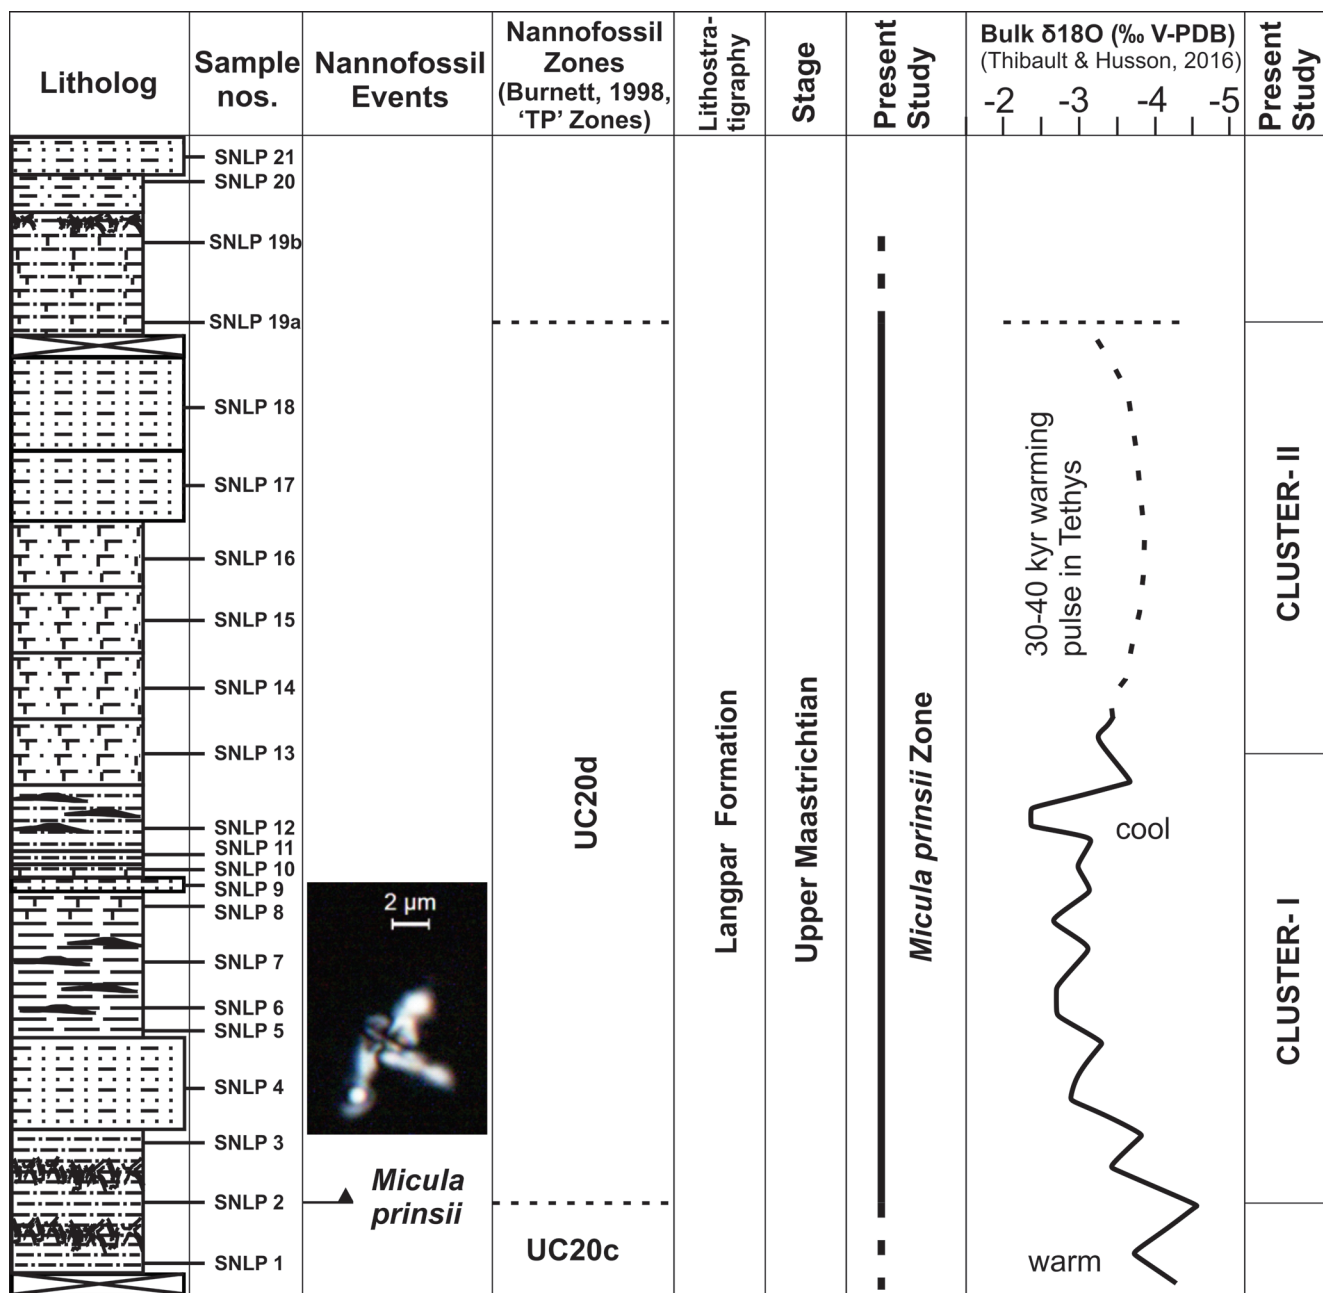 Litholog
Sample
nos.
Nannofossil
Events
Nannofossil
Zones
(Burnett, 1998,
‘TP’ Zones)
Lithostra-
tigraphy
Stage
Present
Study
Bulk δ18O (‰ V-PDB)
(Thibault & Husson, 2016)
-2 -3 -4 -5
Present
Study
SNLP 21
SNLP 20
SNLP 19b
SNLP 19a
SNLP 18
SNLP 17
SNLP 16
SNLP 15
SNLP 14
SNLP 13
SNLP 12
SNLP 11
SNLP 10
SNLP 9
SNLP 8
SNLP 7
SNLP 6
SNLP 5
SNLP 4
SNLP 3
SNLP 2
SNLP 1
2 µm
Micula
prinsii
UC20d
UC20c
Langpar Formation
Upper Maastrichtian
Micula prinsii Zone
30-40 kyr warming
pulse in Tethys
cool
warm
CLUSTER- II
CLUSTER- I